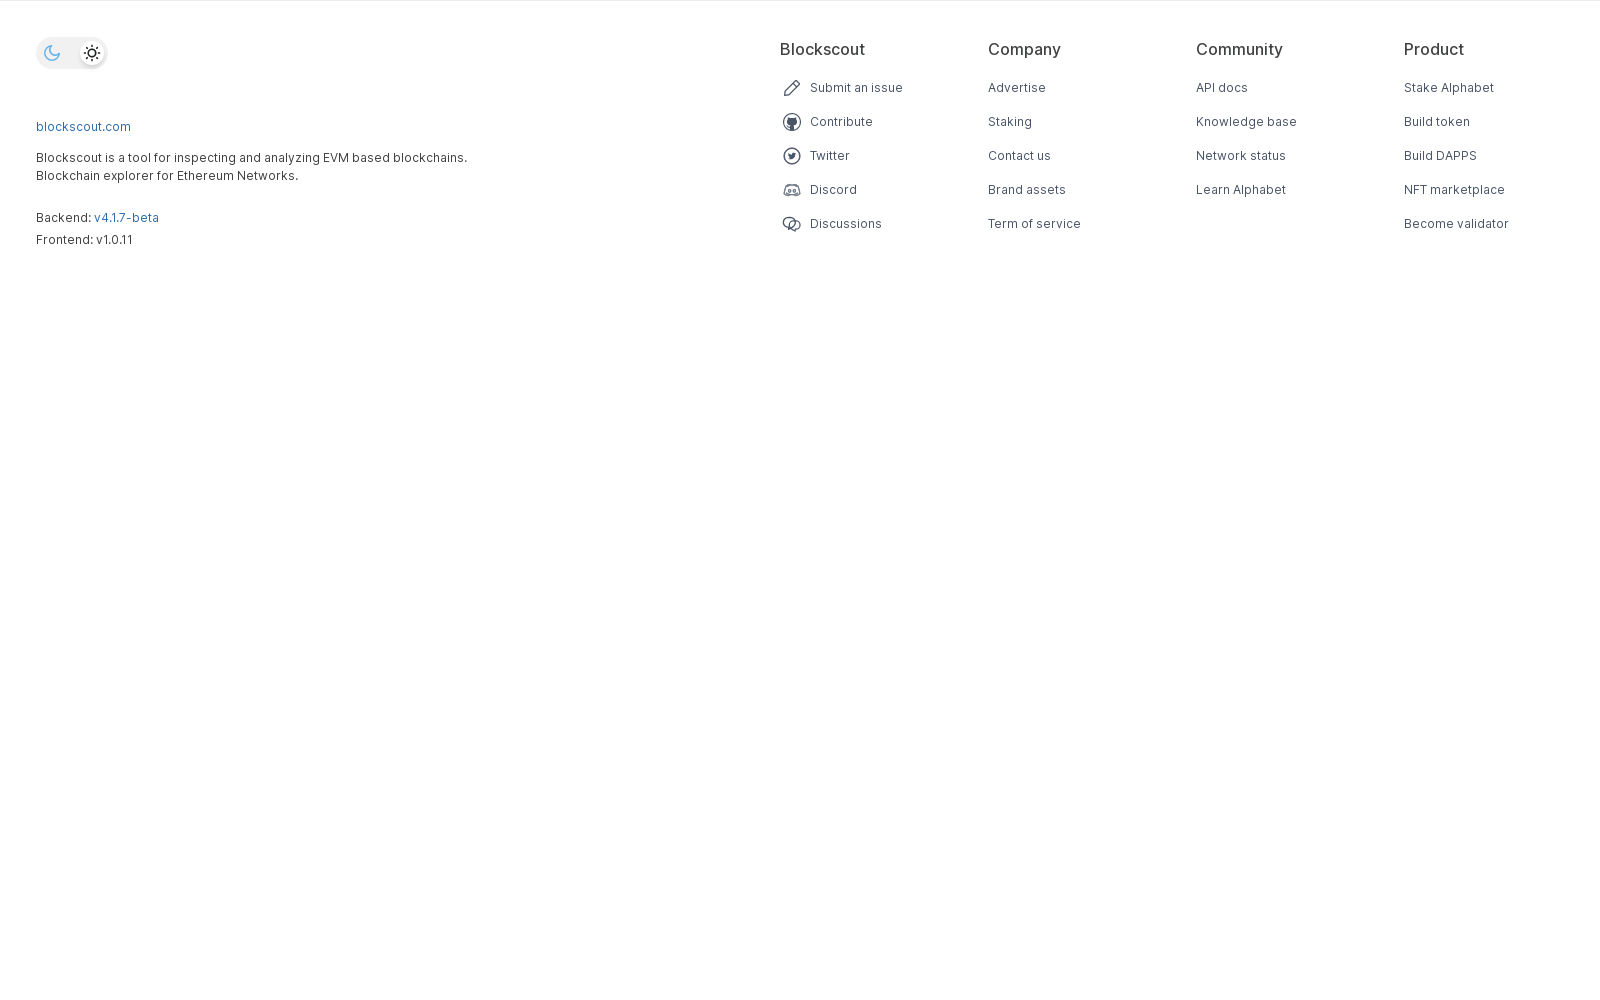 blockscout.com
Blockscout is a tool for inspecting and analyzing EVM based blockchains.
Blockchain explorer for Ethereum Networks.
Backend: v4.1.7-beta
Frontend: v1.0.11
Blockscout
Submit an issue
Contribute
Twitter
Discord
Discussions
Company
Advertise
Staking
Contact us
Brand assets
Term of service
Community
API docs
Knowledge base
Network status
Learn Alphabet
Product
Stake Alphabet
Build token
Build DAPPS
NFT marketplace
Become validator